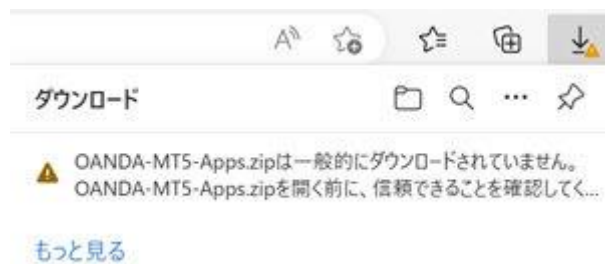 ダウンロード
OANDA-MT5-Apps.zipは一般的にダウンロードされていません。
OANDA-MT5-Apps.zipを開く前に、信頼できることを確認してく...
もっと見る